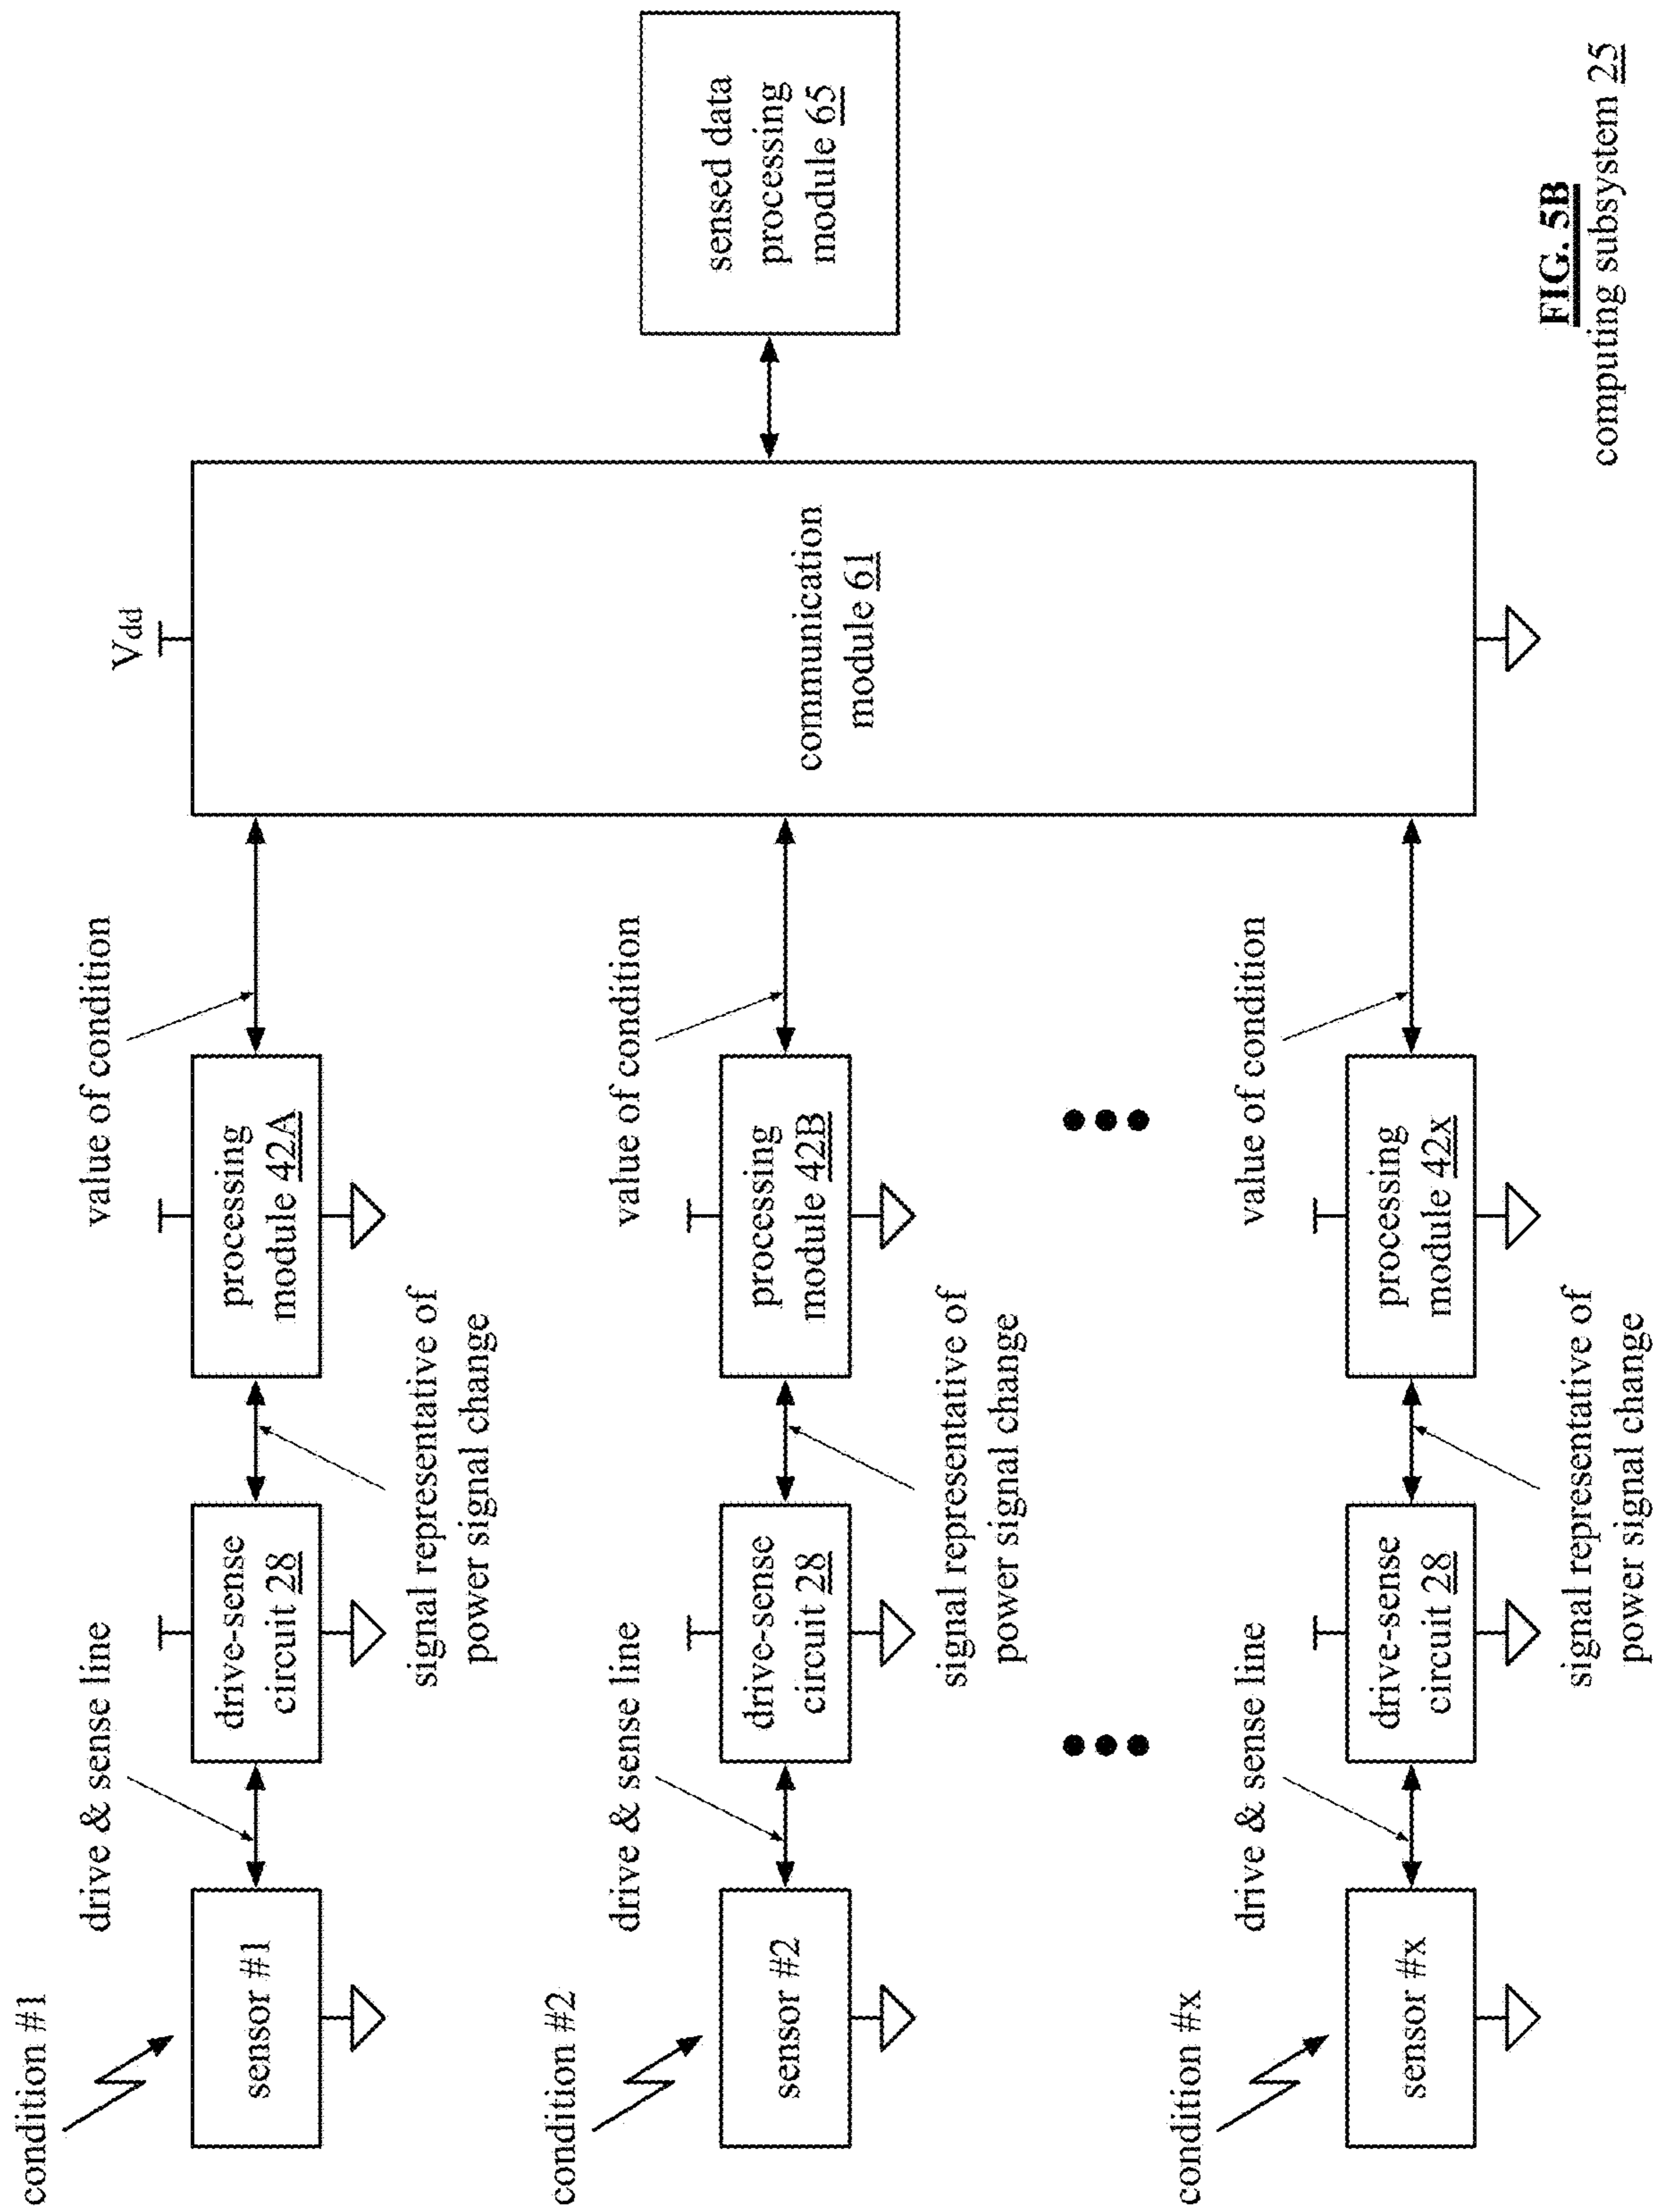 condition #1
drive & sense line
value of condition
V_dd
sensor #1
drive-sense
circuit 28
processing
module 42A
signal representative of
power signal change
condition #2
drive & sense line
value of condition
sensor #2
drive-sense
circuit 28
processing
module 42B
signal representative of
power signal change
communication
module 61
sensed data
processing
module 65
condition #x
drive & sense line
value of condition
sensor #x
drive-sense
circuit 28
processing
module 42x
signal representative of
power signal change
FIG. 5B
computing subsystem 25